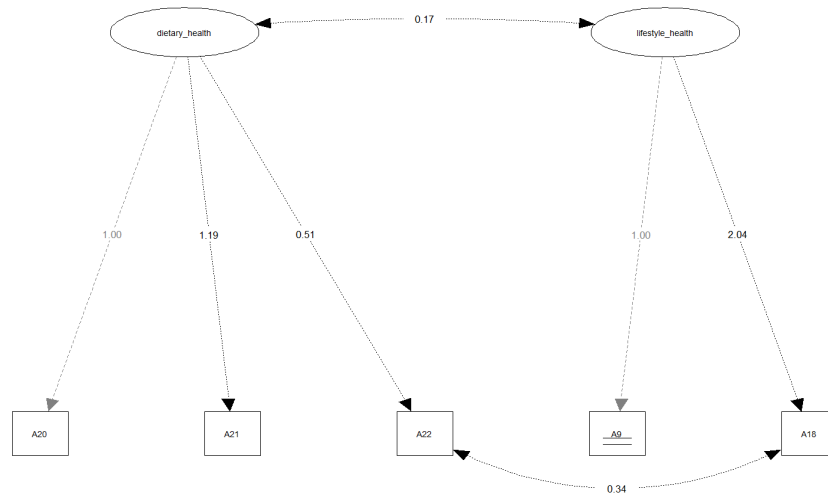 0.17
dietary_health
lifestyle_health
1.00
1.19
0.51
1.00
2.04
A20
A21
A22
A9
A18
0.34